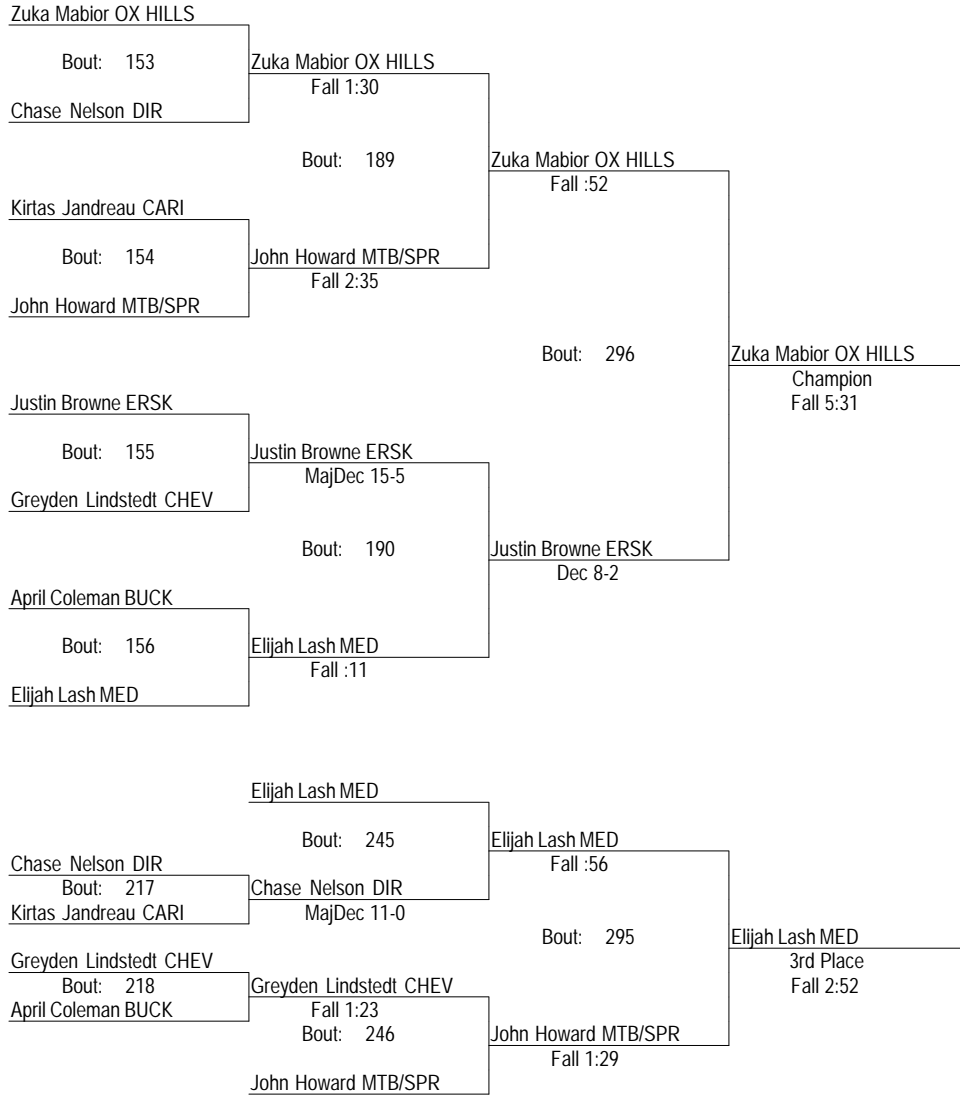 Zuka Mabior OX HILLS
Bout: 153
Zuka Mabior OX HILLS
Fall 1:30
Chase Nelson DIR
Bout: 189
Zuka Mabior OX HILLS
Fall :52
Kirtas Jandreau CARI
Bout: 154
John Howard MTB/SPR
Fall 2:35
John Howard MTB/SPR
Bout: 296
Zuka Mabior OX HILLS
Champion
Fall 5:31
Justin Browne ERSK
Bout: 155
Justin Browne ERSK
MajDec 15-5
Greyden Lindstedt CHEV
Bout: 190
Justin Browne ERSK
Dec 8-2
April Coleman BUCK
Bout: 156
Elijah Lash MED
Fall :11
Elijah Lash MED
Elijah Lash MED
Bout: 245
Elijah Lash MED
Fall :56
Chase Nelson DIR
Bout: 217
Chase Nelson DIR
MajDec 11-0
Kirtas Jandreau CARI
Bout: 295
Elijah Lash MED
3rd Place
Fall 2:52
Greyden Lindstedt CHEV
Bout: 218
Greyden Lindstedt CHEV
Fall 1:23
April Coleman BUCK
Bout: 246
John Howard MTB/SPR
Fall 1:29
John Howard MTB/SPR